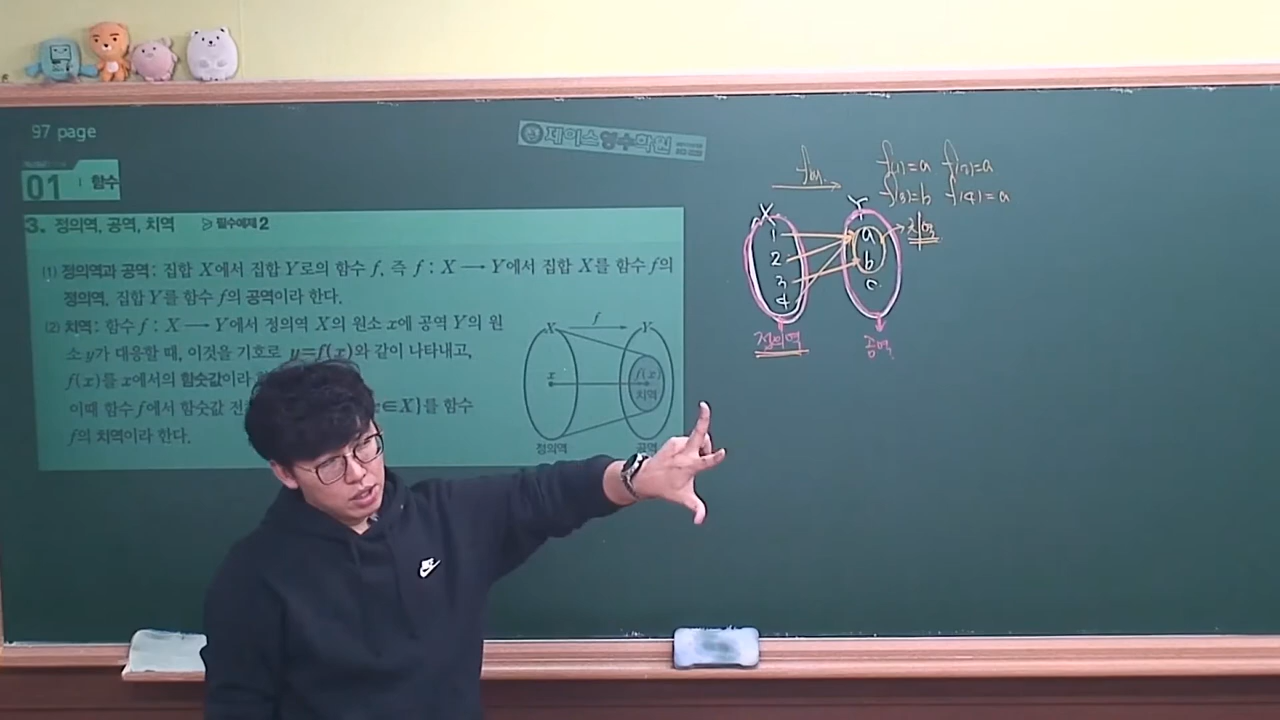 97 page
제이스영수학원
01 함수
3. 정의역, 공역, 치역 ≫ 필수예제 2
(1) 정의역과 공역 : 집합 X에서 집합 Y로의 함수 f, 즉 f : X ⟶ Y에서 집합 X를 함수 f의
정의역, 집합 Y를 함수 f의 공역이라 한다.
(2) 치역 : 함수 f : X ⟶ Y에서 정의역 X의 원소 x에 공역 Y의 원
소 y가 대응할 때, 이것을 기호로 y=f(x)와 같이 나타내고,
f(x)를 x에서의 함숫값이라
이때 함수 f에서 함숫값 ∈X}를 함수
f의 치역이라 한다.
X f Y
x f(x)
치역
정의역 공역
f(1)=a f(2)=a
f(3)=b f(4)=a
X Y
1 a 치역
2 b
3 c
4
정의역 공역